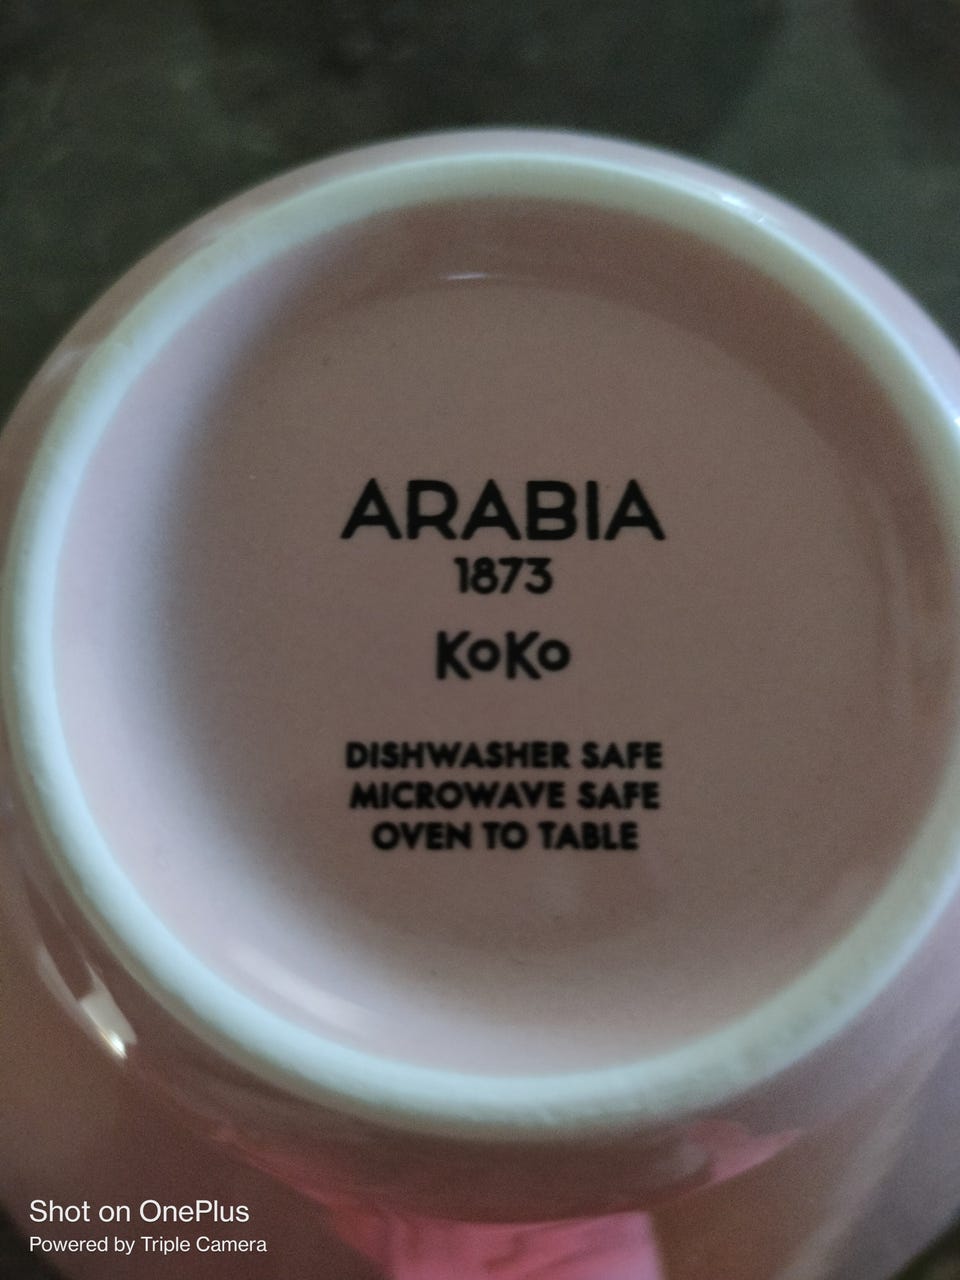 ARABIA
1873
KoKo
DISHWASHER SAFE
MICROWAVE SAFE
OVEN TO TABLE
Shot on OnePlus
Powered by Triple Camera